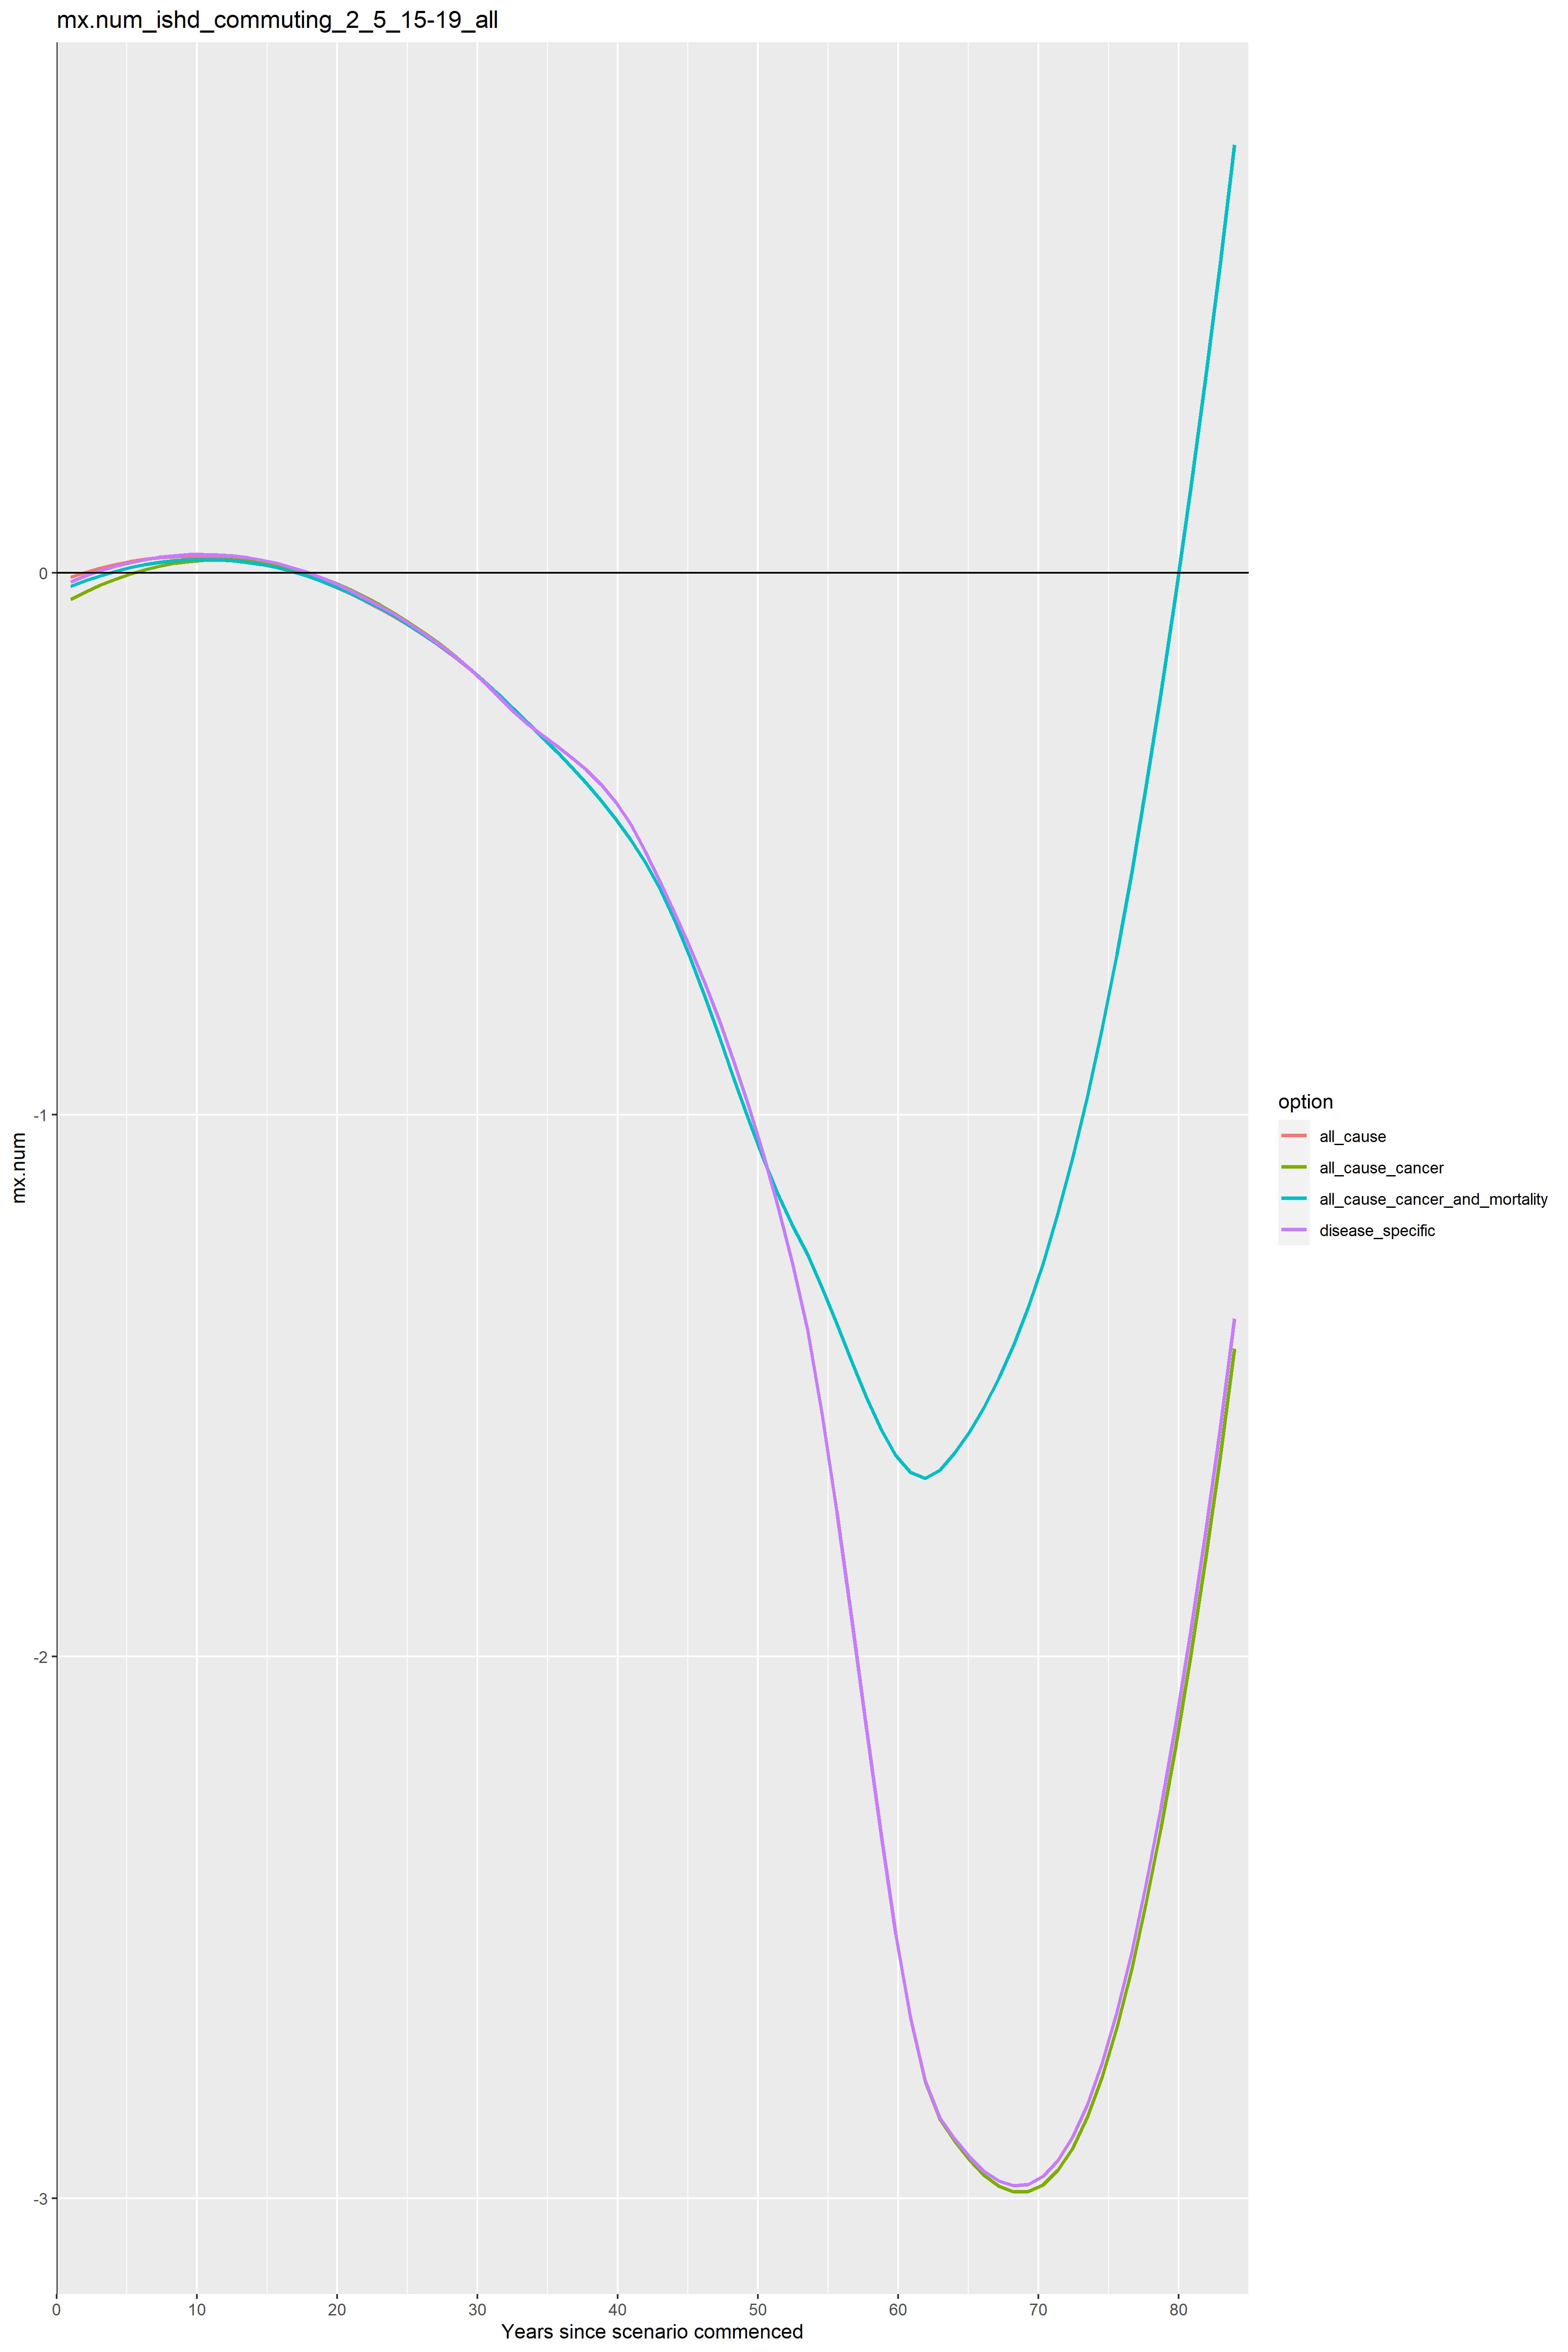 mx.num_ishd_commuting_2_5_15-19_all
0
-1
-2
-3
mx.num
0 10 20 30 40 50 60 70 80
Years since scenario commenced
option
all_cause
all_cause_cancer
all_cause_cancer_and_mortality
disease_specific